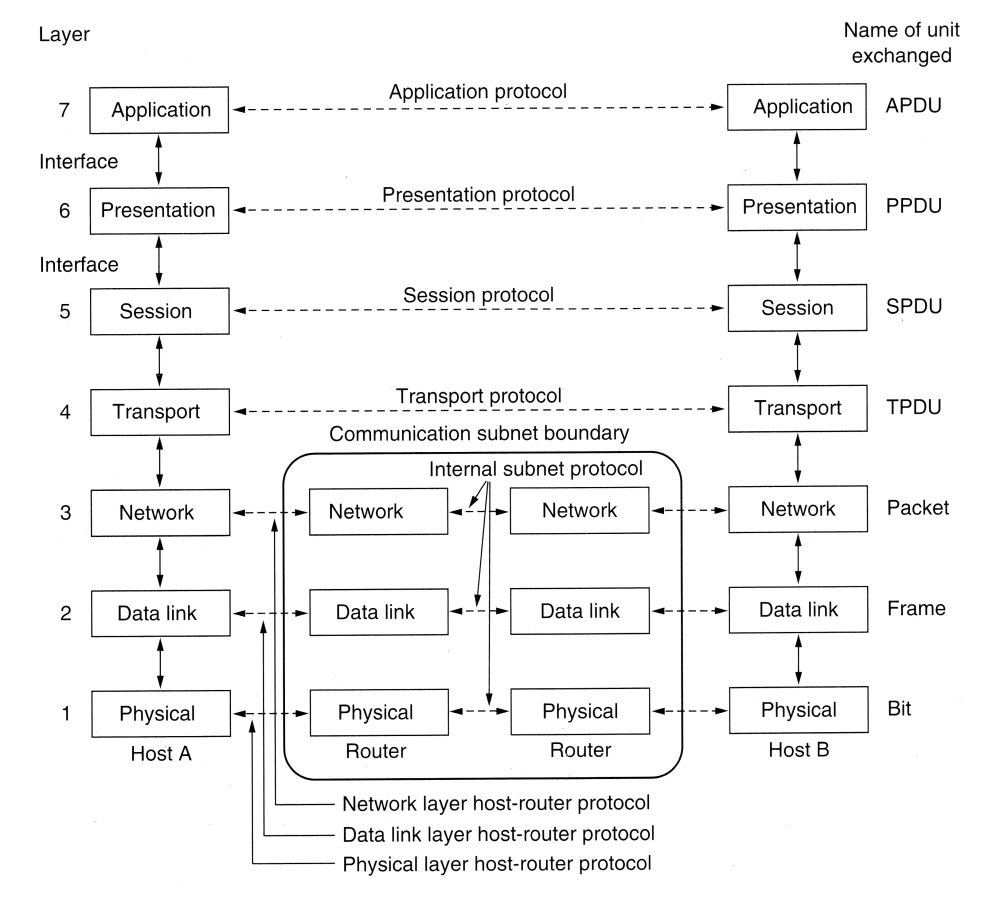 Layer
Name of unit
exchanged
7 Application Application protocol Application APDU
Interface
6 Presentation Presentation protocol Presentation PPDU
Interface
5 Session Session protocol Session SPDU
4 Transport Transport protocol Transport TPDU
Communication subnet boundary
Internal subnet protocol
3 Network Network Network Network Packet
2 Data link Data link Data link Data link Frame
1 Physical Physical Physical Physical Bit
Host A Router Router Host B
Network layer host-router protocol
Data link layer host-router protocol
Physical layer host-router protocol